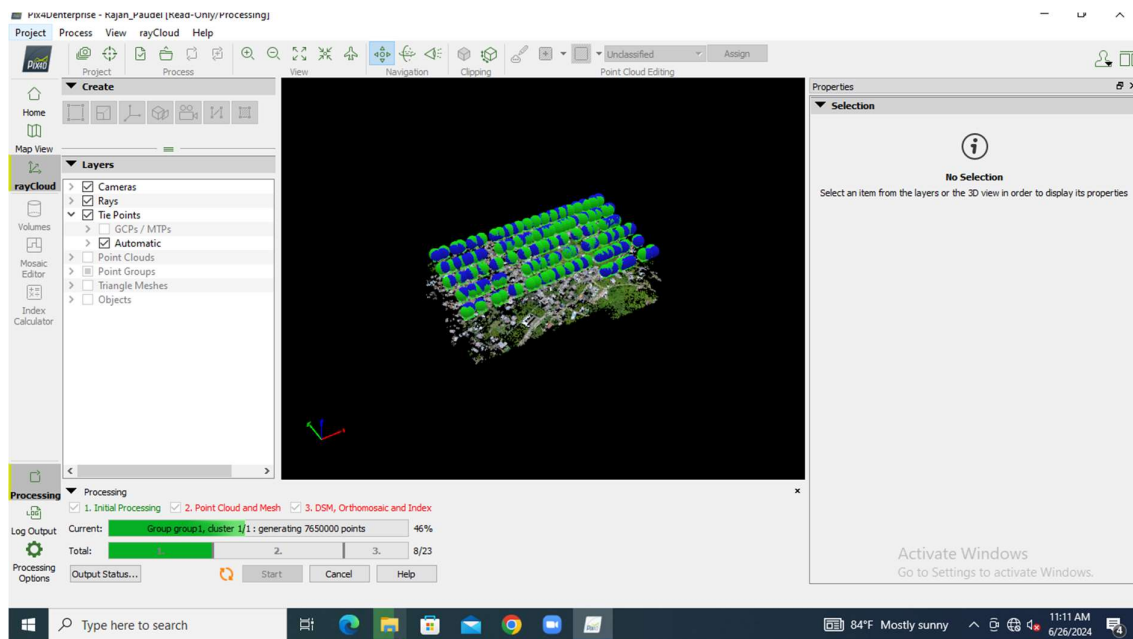 Pix4Denterprise - Rajan_Paudel [Read-Only/Processing]
Project Process View rayCloud Help
PIX4D
Unclassified Assign
Project Process View Navigation Clipping Point Cloud Editing
Home
Map View
rayCloud
Volumes
Mosaic
Editor
Index
Calculator
Create
Layers
Cameras
Rays
Tie Points
GCPs / MTPs
Automatic
Point Clouds
Point Groups
Triangle Meshes
Objects
Properties
Selection
No Selection
Select an item from the layers or the 3D view in order to display its properties
Processing
Log Output
Processing
Options
Processing
1. Initial Processing 2. Point Cloud and Mesh 3. DSM, Orthomosaic and Index
Current: Group group1, cluster 1/1 : generating 7650000 points 46%
Total: 1. 2. 3. 8/23
Output Status... Start Cancel Help
Activate Windows
Go to Settings to activate Windows.
Type here to search
84°F Mostly sunny
11:11 AM
6/26/2024
4